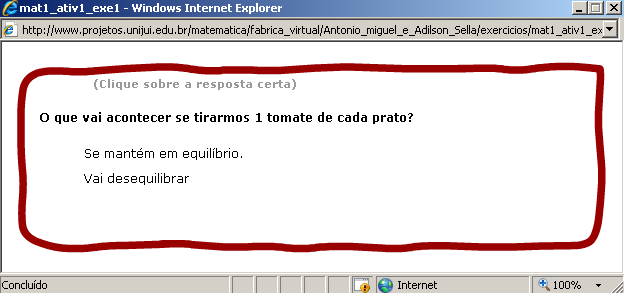 mat1_ativ1_exe1 - Windows Internet Explorer
http://www.projetos.unijui.edu.br/matematica/fabrica_virtual/Antonio_miguel_e_Adilson_Sella/exercicios/mat1_ativ1_ex
(Clique sobre a resposta certa)
O que vai acontecer se tirarmos 1 tomate de cada prato?
Se mantém em equilíbrio.
Vai desequilibrar
Concluído Internet 100%